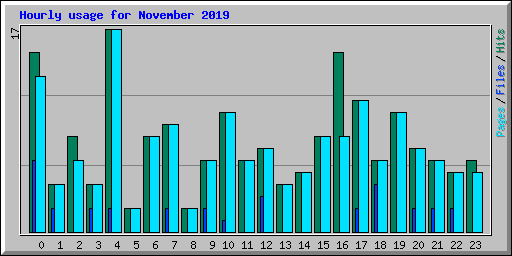 Hourly usage for November 2019
17
Pages/Files/Hits
0 1 2 3 4 5 6 7 8 9 10 11 12 13 14 15 16 17 18 19 20 21 22 23